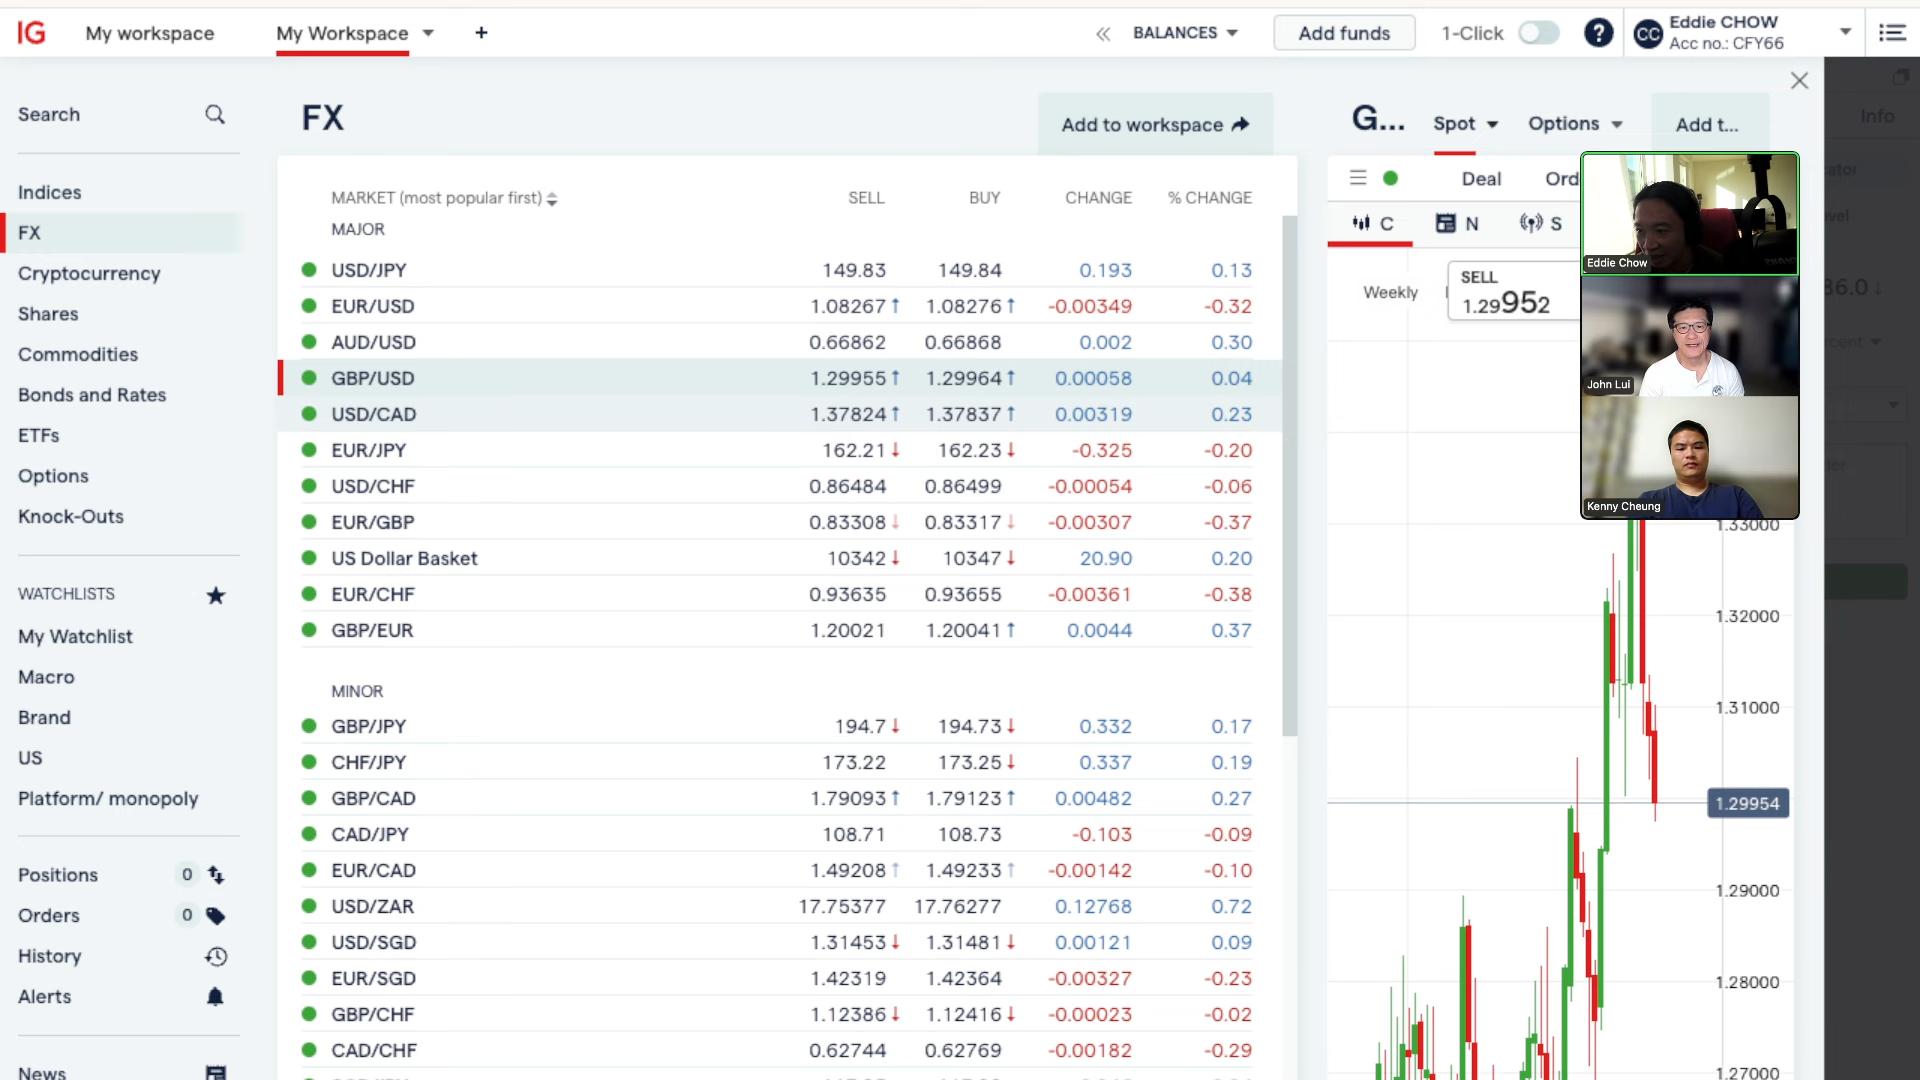 IG
My workspace
My Workspace
+
BALANCES
Add funds
1-Click
?
CC
Eddie CHOW
Acc no.: CFY66
Search
Indices
FX
Cryptocurrency
Shares
Commodities
Bonds and Rates
ETFs
Options
Knock-Outs
WATCHLISTS
My Watchlist
Macro
Brand
US
Platform/ monopoly
Positions 0
Orders 0
History
Alerts
News
FX
Add to workspace
MARKET (most popular first) SELL BUY CHANGE % CHANGE
MAJOR
USD/JPY 149.83 149.84 0.193 0.13
EUR/USD 1.08267 1.08276 -0.00349 -0.32
AUD/USD 0.66862 0.66868 0.002 0.30
GBP/USD 1.29955 1.29964 0.00058 0.04
USD/CAD 1.37824 1.37837 0.00319 0.23
EUR/JPY 162.21 162.23 -0.325 -0.20
USD/CHF 0.86484 0.86499 -0.00054 -0.06
EUR/GBP 0.83308 0.83317 -0.00307 -0.37
US Dollar Basket 10342 10347 20.90 0.20
EUR/CHF 0.93635 0.93655 -0.00361 -0.38
GBP/EUR 1.20021 1.20041 0.0044 0.37
MINOR
GBP/JPY 194.7 194.73 0.332 0.17
CHF/JPY 173.22 173.25 0.337 0.19
GBP/CAD 1.79093 1.79123 0.00482 0.27
CAD/JPY 108.71 108.73 -0.103 -0.09
EUR/CAD 1.49208 1.49233 -0.00142 -0.10
USD/ZAR 17.75377 17.76277 0.12768 0.72
USD/SGD 1.31453 1.31481 0.00121 0.09
EUR/SGD 1.42319 1.42364 -0.00327 -0.23
GBP/CHF 1.12386 1.12416 -0.00023 -0.02
CAD/CHF 0.62744 0.62769 -0.00182 -0.29
G...
Spot
Options
Add t...
Deal
Ord
C
N
S
Weekly
SELL
1.29952
Eddie Chow
John Lui
Kenny Cheung
1.33000
1.32000
1.31000
1.29954
1.29000
1.28000
1.27000
Info
86.0